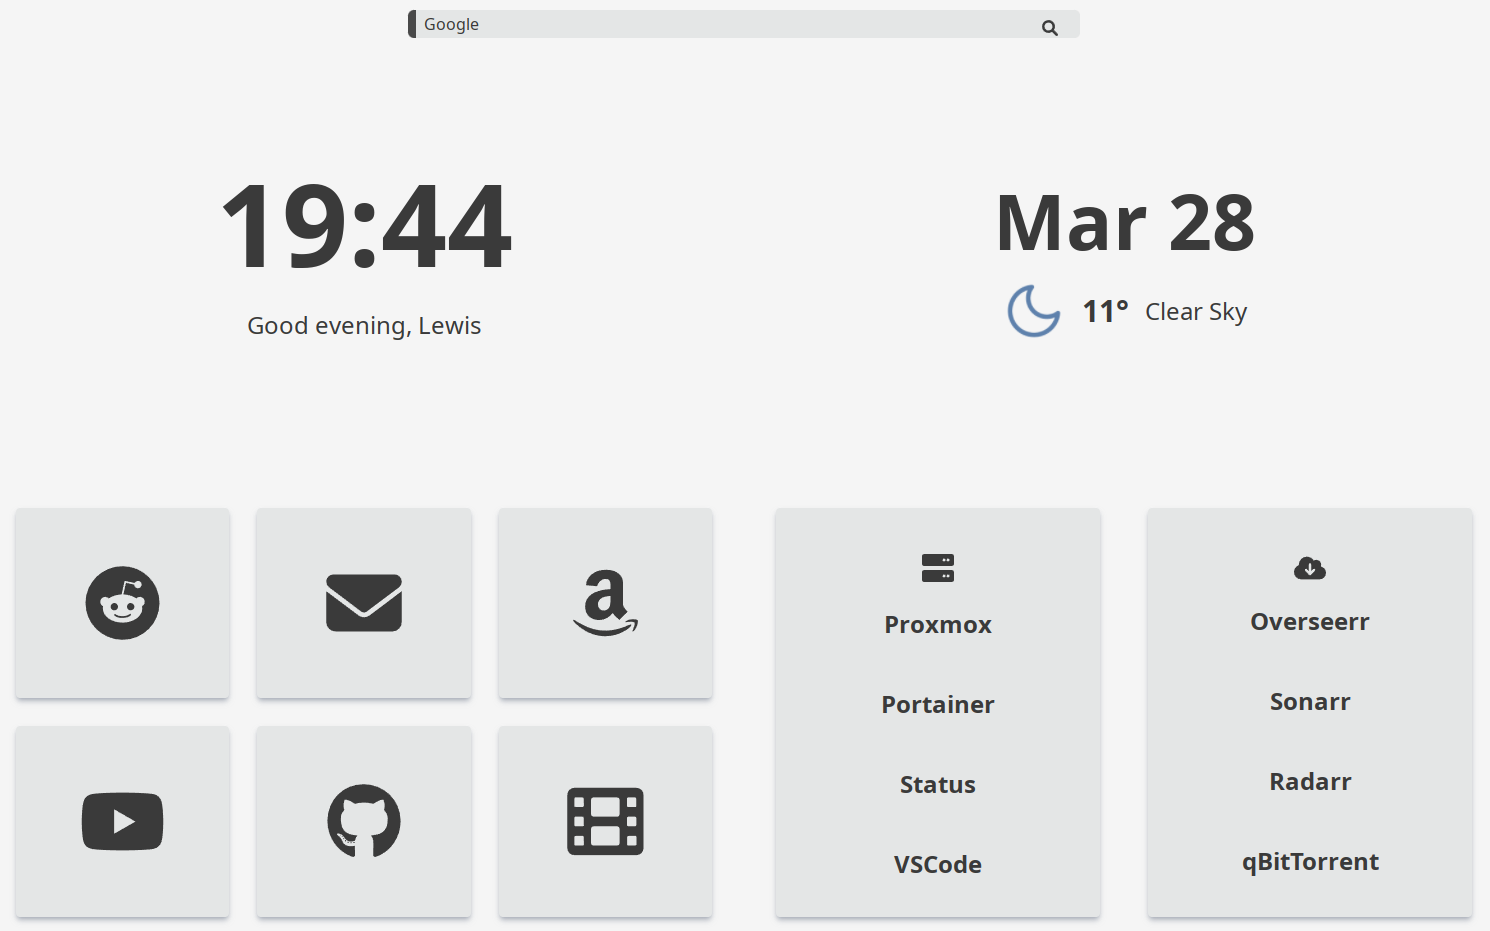 Google
19:44
Good evening, Lewis
Mar 28
11° Clear Sky
Proxmox
Portainer
Status
VSCode
Overseerr
Sonarr
Radarr
qBitTorrent